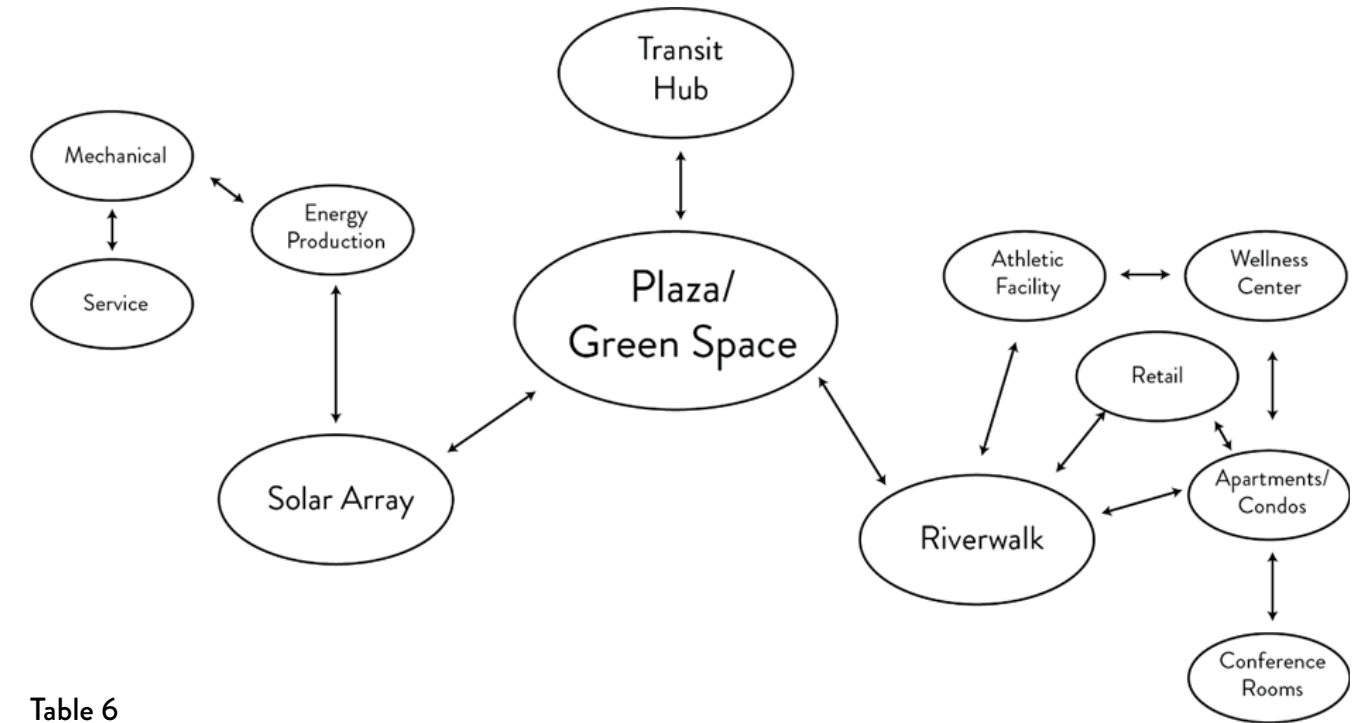 Transit
Hub
Mechanical
Energy
Production
Service
Plaza/
Green Space
Athletic
Facility
Wellness
Center
Retail
Solar Array
Riverwalk
Apartments/
Condos
Conference
Rooms
Table 6